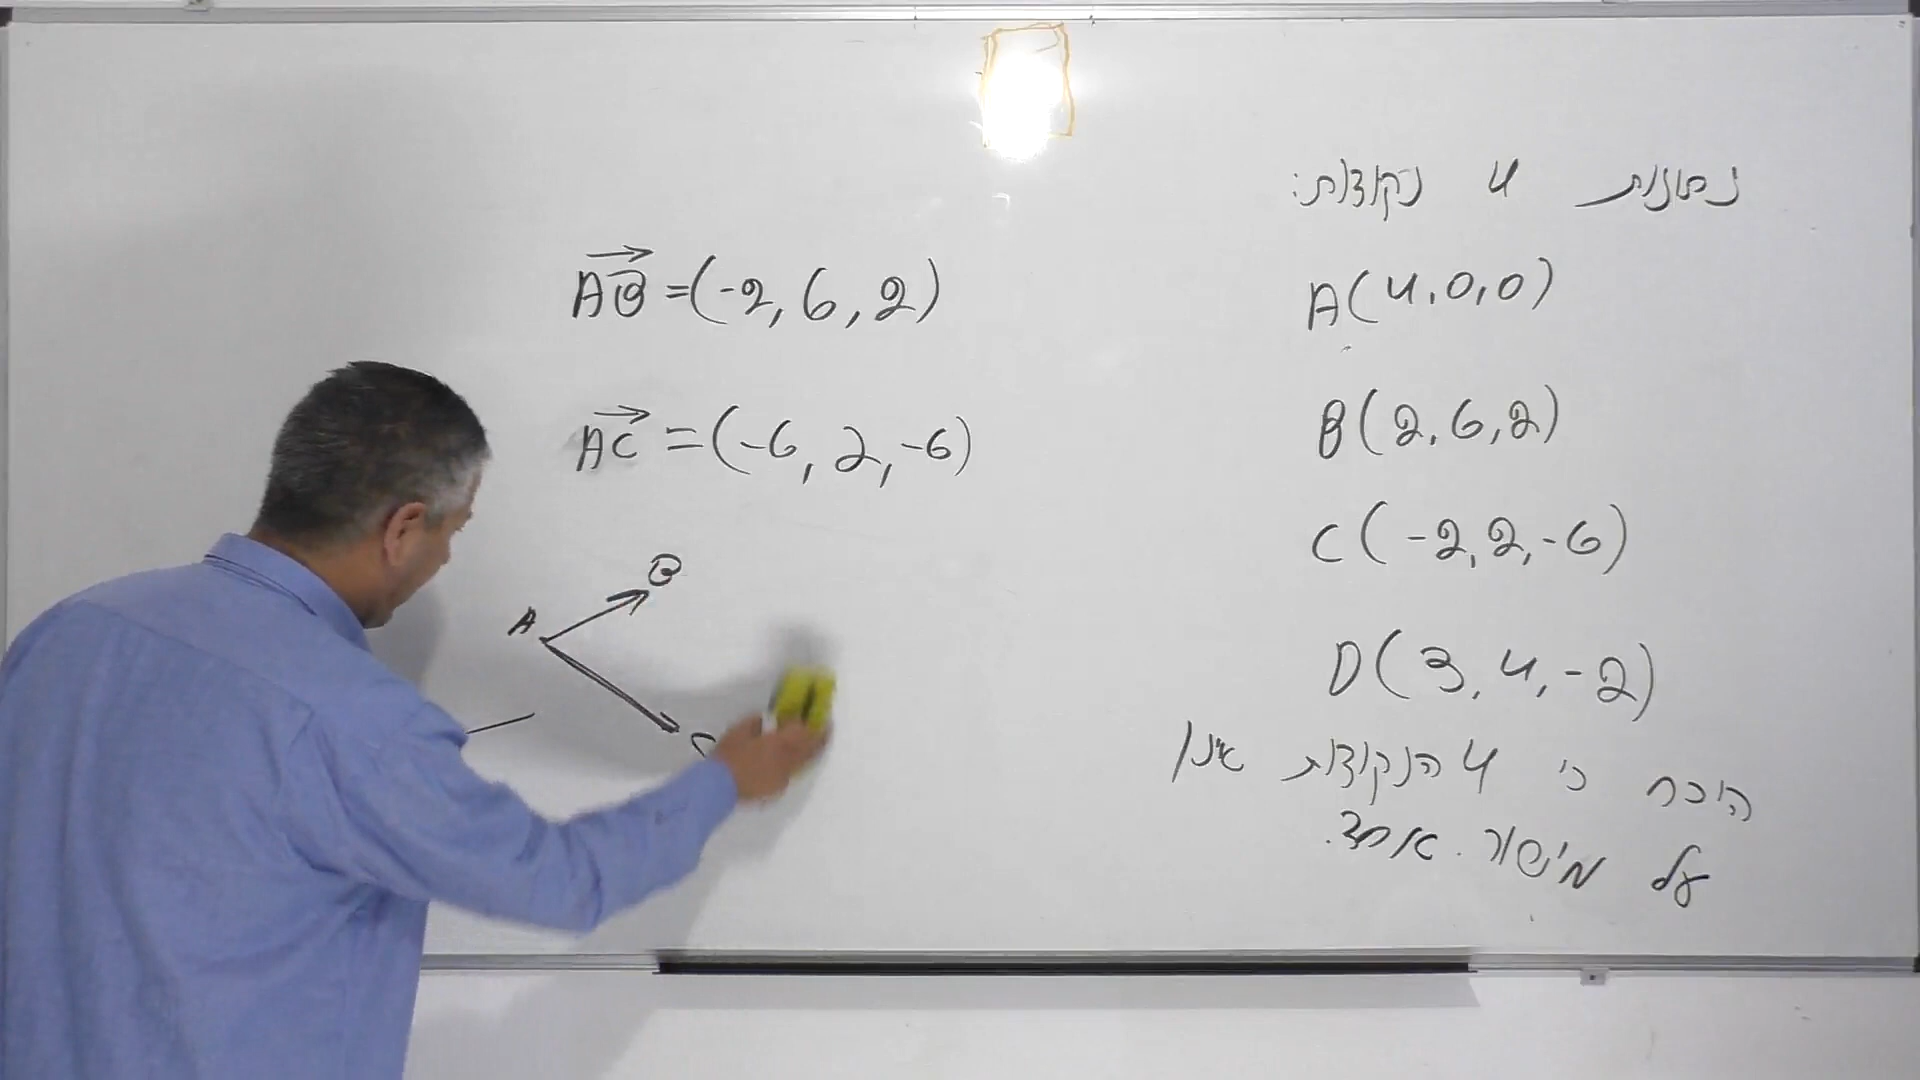 נתונות 4 נקודות:
A(4,0,0)
B(2,6,2)
C(-2,2,-6)
D(3,4,-2)
הוכח כי 4 הנקודות אינן
על מישור אחד.
AB=(-2,6,2)
AC=(-6,2,-6)
B
A
C